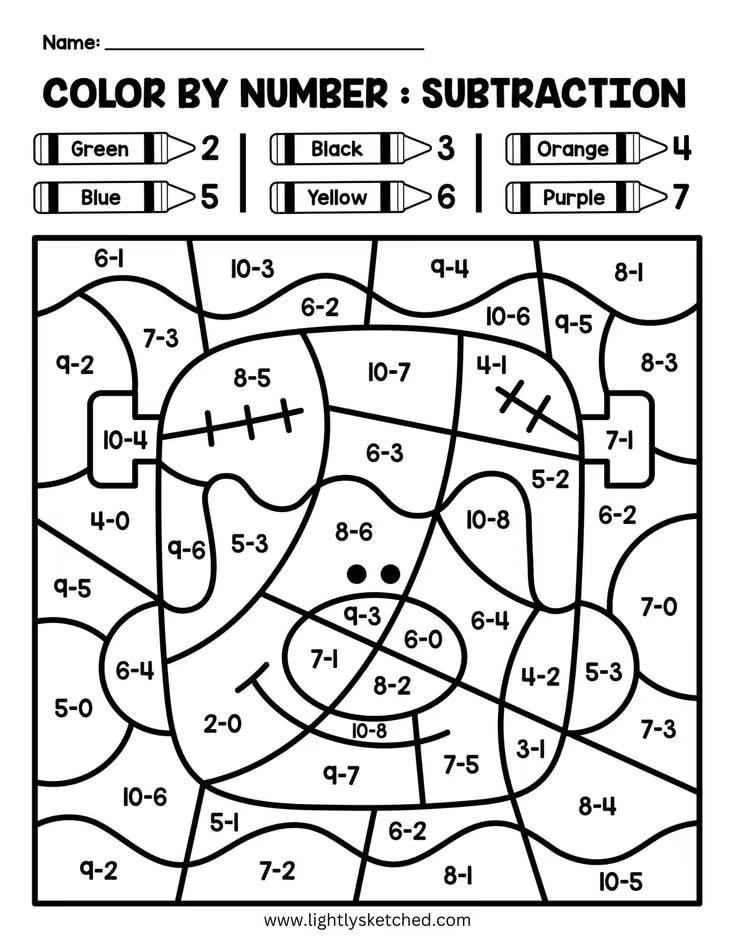 Name:
COLOR BY NUMBER : SUBTRACTION
Green 2 Black 3 Orange 4
Blue 5 Yellow 6 Purple 7
6-1 10-3 9-4 8-1
6-2 10-6 9-5
7-3
9-2 8-5 10-7 4-1 8-3
10-4 6-3 7-1
5-2
4-0 9-6 5-3 8-6 10-8 6-2
9-5 9-3 6-0 6-4 7-0
6-4 7-1 8-2 4-2 5-3
5-0 2-0 10-8 7-3
10-6 9-7 7-5 3-1 8-4
5-1 6-2
9-2 7-2 8-1 10-5
www.lightlysketched.com